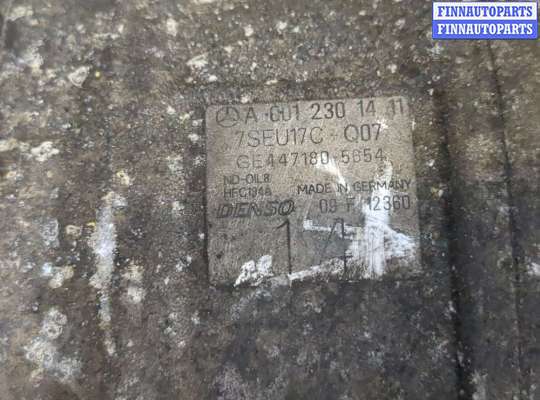 FINNAUTOPARTS
FINNAUTOPARTS
A 001 230 14 11
7SEU17C Q07
GE447180-5654
ND-OIL8
HFC134a MADE IN GERMANY
DENSO 09 F 12360